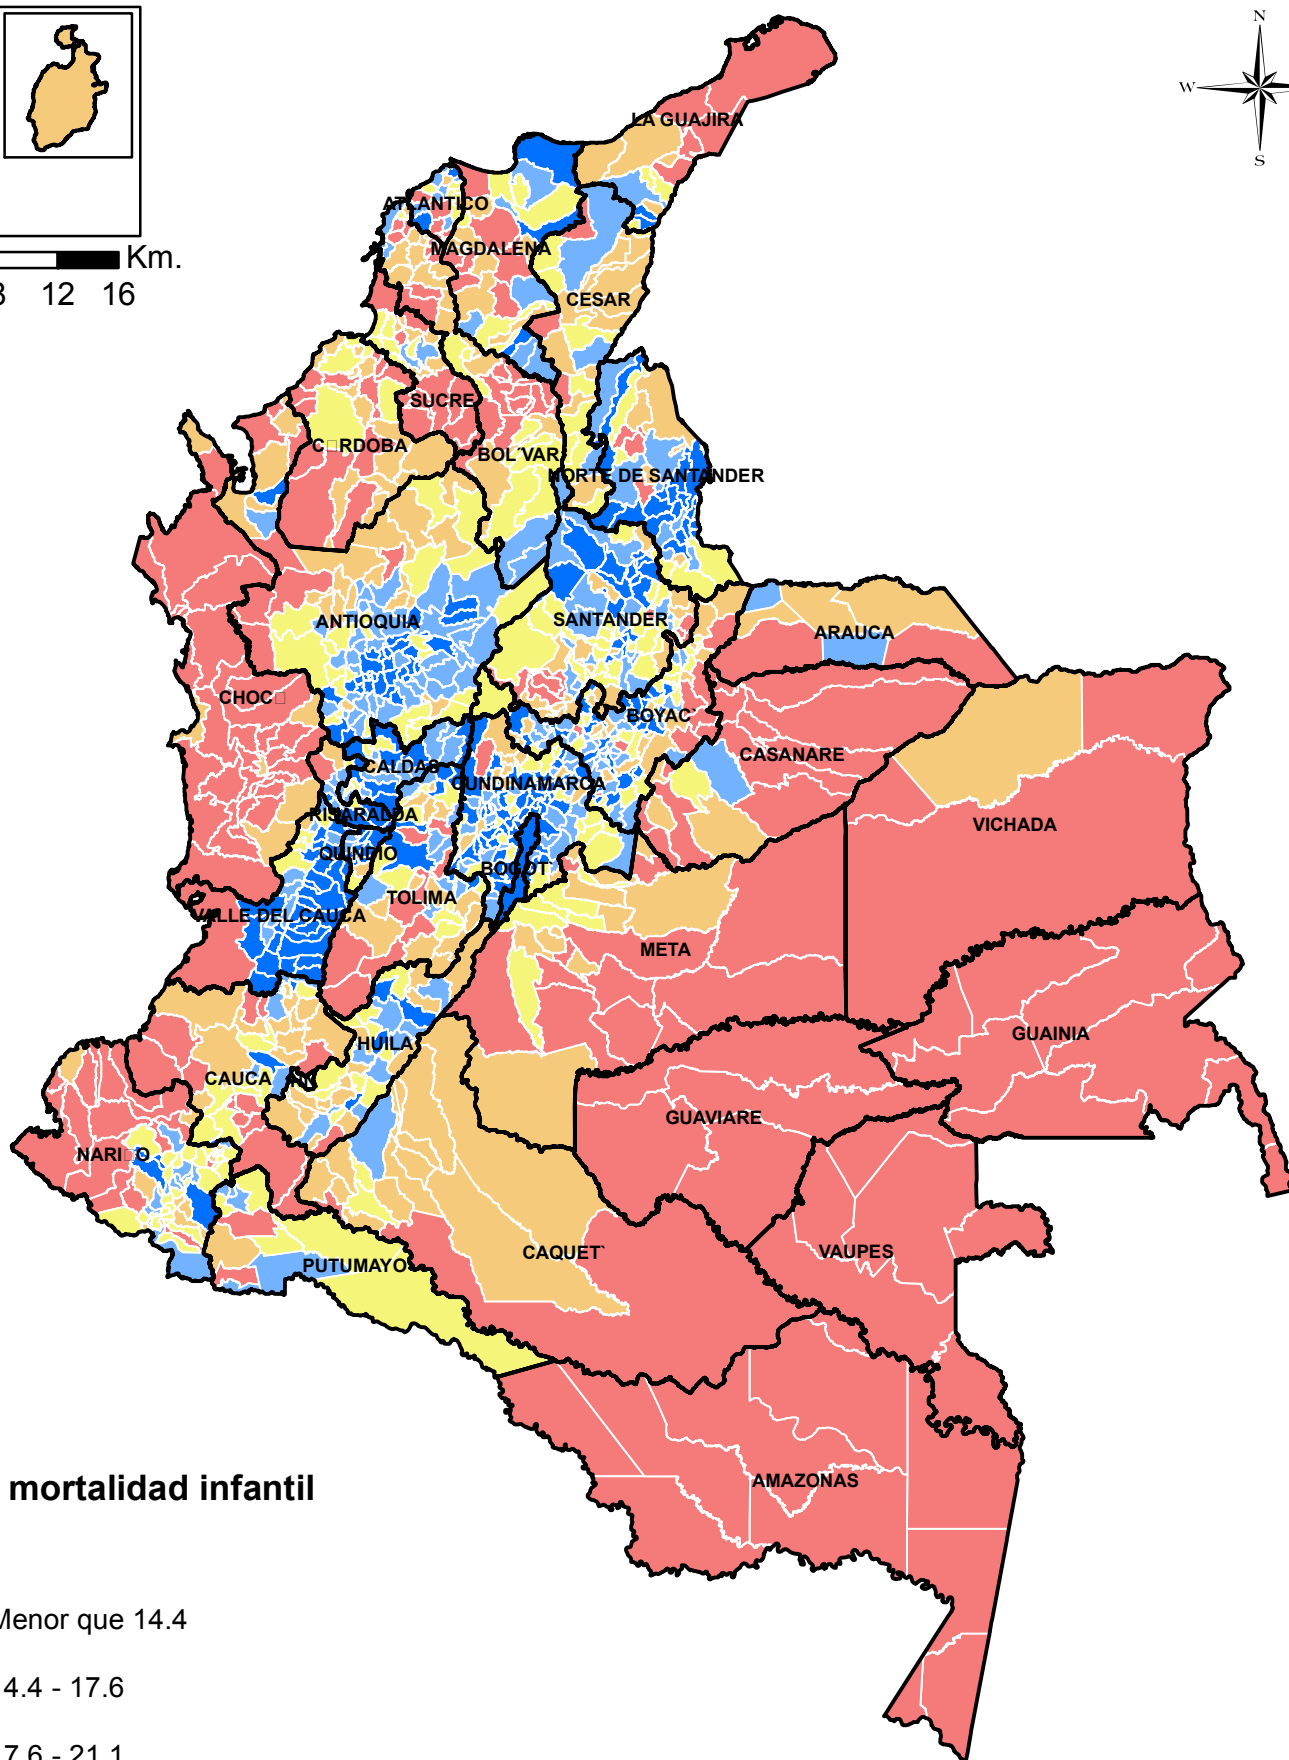 N
W
S
Km.
12 16
LA GUAJIRA
ATLANTICO
MAGDALENA
CESAR
SUCRE
C□RDOBA
BOL´VAR
NORTE DE SANTANDER
ANTIOQUIA
SANTANDER
ARAUCA
CHOC□
BOYAC`
CASANARE
CALDAS
CUNDINAMARCA
RISARALDA
VICHADA
QUINDIO
BOGOT`
TOLIMA
VALLE DEL CAUCA
META
GUAINIA
HUILA
CAUCA
GUAVIARE
NARI□O
VAUPES
CAQUET`
PUTUMAYO
AMAZONAS
mortalidad infantil
Menor que 14.4
4.4 - 17.6
7.6 - 21.1